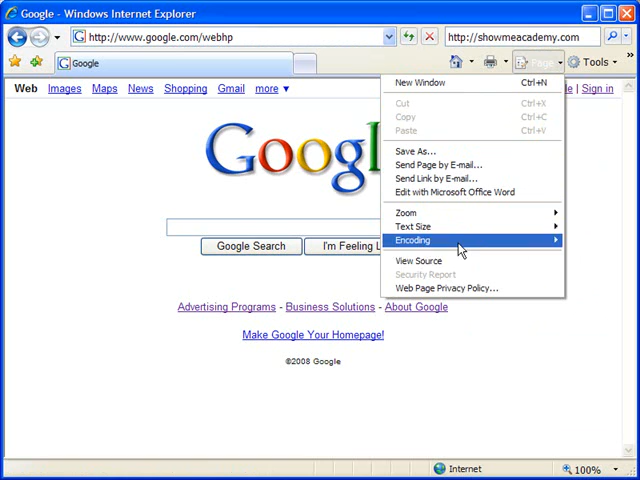 Google - Windows Internet Explorer
http://www.google.com/webhp
http://showmeacademy.com
Google
Page
Tools
»
Web Images Maps News Shopping Gmail more ▼
le | Sign in
New Window Ctrl+N
Cut Ctrl+X
Copy Ctrl+C
Paste Ctrl+V
Save As...
Send Page by E-mail...
Send Link by E-mail...
Edit with Microsoft Office Word
Zoom
Text Size
Encoding
View Source
Security Report
Web Page Privacy Policy...
Goog
Google Search
I'm Feeling L
Advertising Programs - Business Solutions - About Google
Make Google Your Homepage!
©2008 Google
Internet
100%